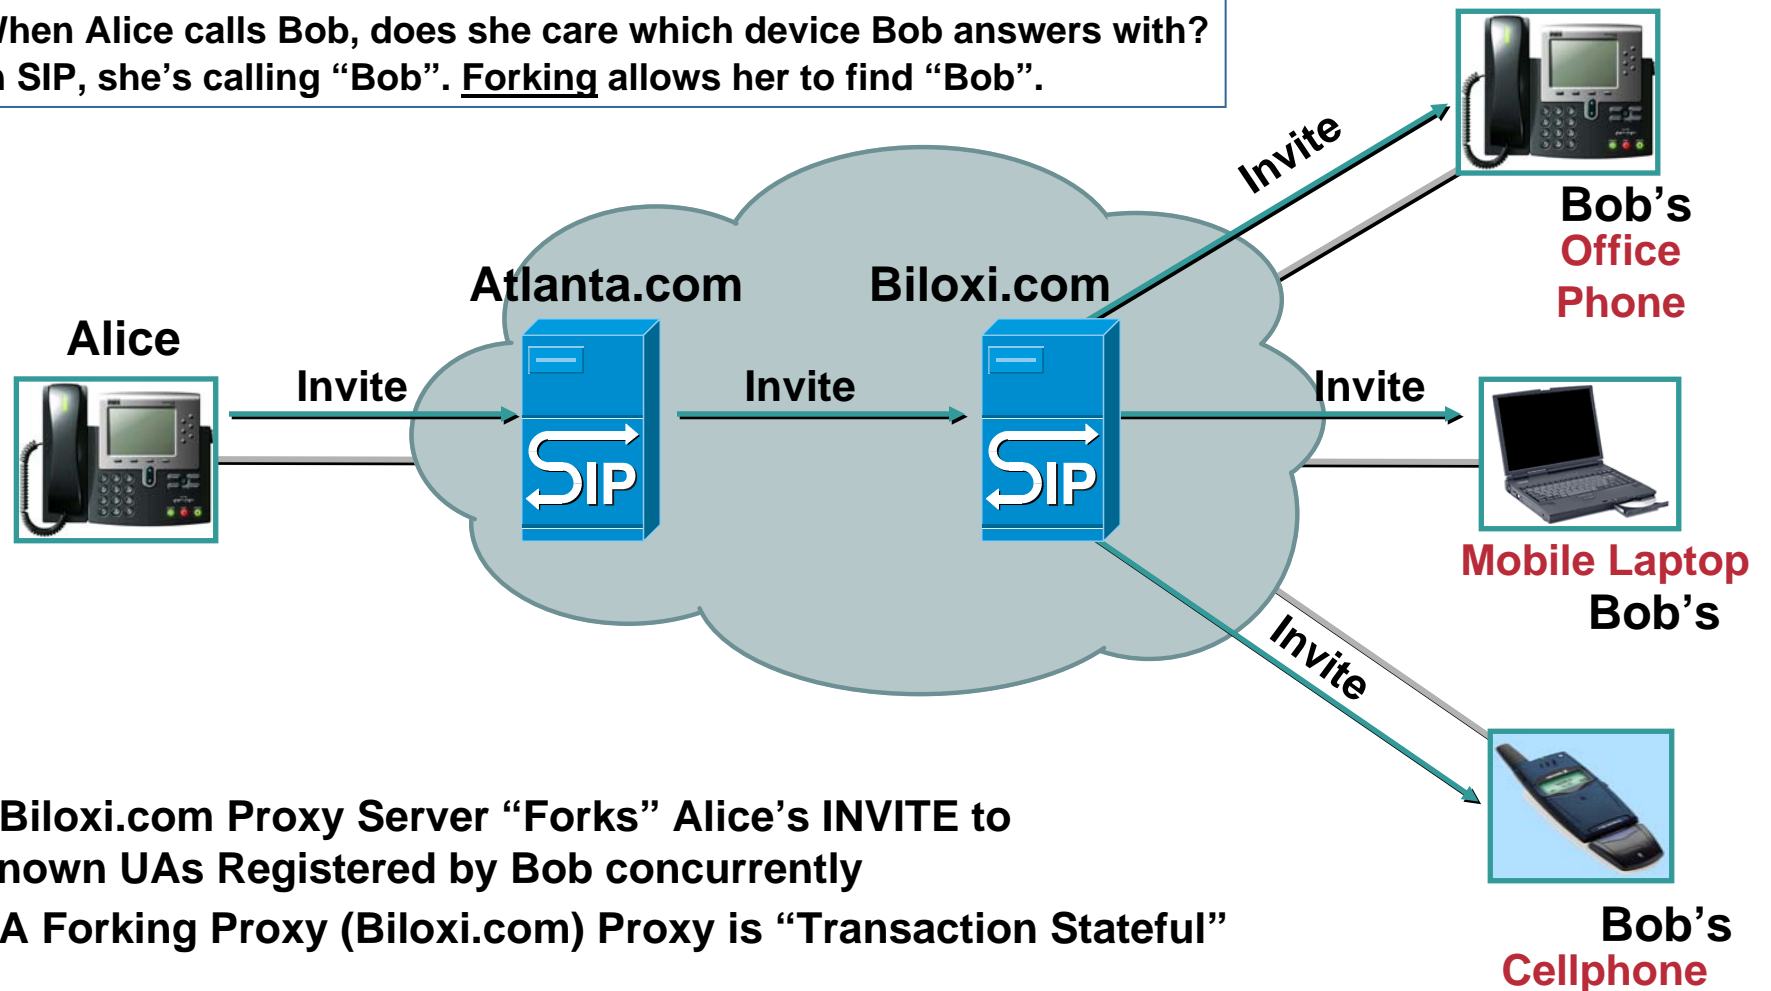 When Alice calls Bob, does she care which device Bob answers with?
n SIP, she’s calling “Bob”. Forking allows her to find “Bob”.
Invite
Bob’s
Office
Phone
Atlanta.com
Biloxi.com
Alice
Invite
Invite
Invite
SIP
SIP
Mobile Laptop
Bob’s
Invite
Biloxi.com Proxy Server “Forks” Alice’s INVITE to
nown UAs Registered by Bob concurrently
A Forking Proxy (Biloxi.com) Proxy is “Transaction Stateful”
Bob’s
Cellphone